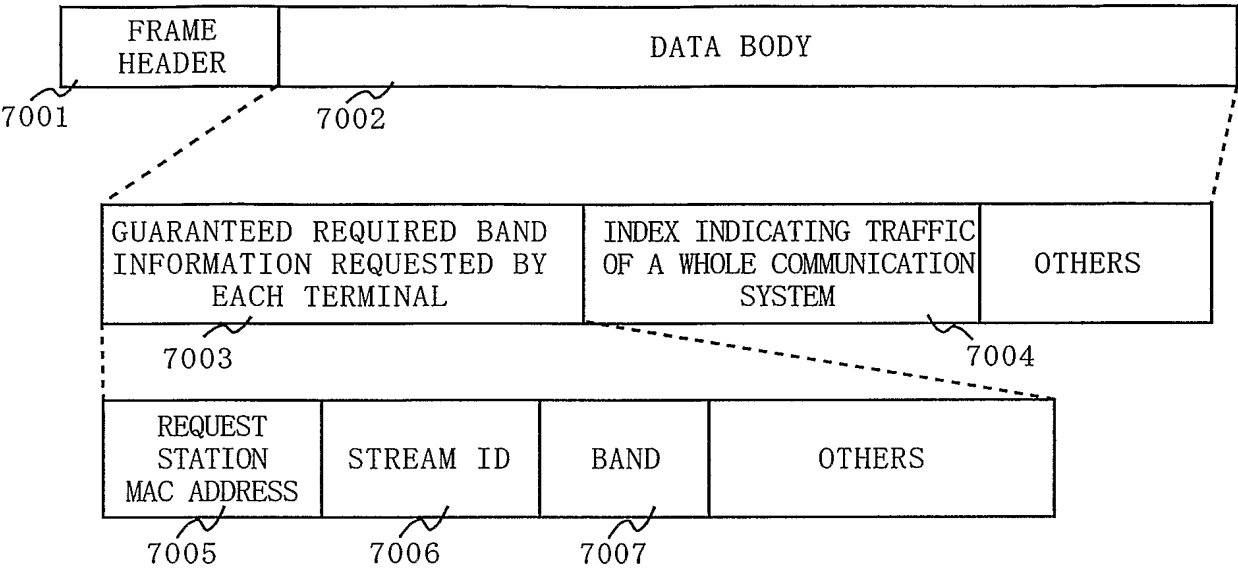 FRAME
HEADER
DATA BODY
7001
7002
GUARANTEED REQUIRED BAND
INFORMATION REQUESTED BY
EACH TERMINAL
INDEX INDICATING TRAFFIC
OF A WHOLE COMMUNICATION
SYSTEM
OTHERS
7003
7004
REQUEST
STATION
MAC ADDRESS
STREAM ID
BAND
OTHERS
7005
7006
7007